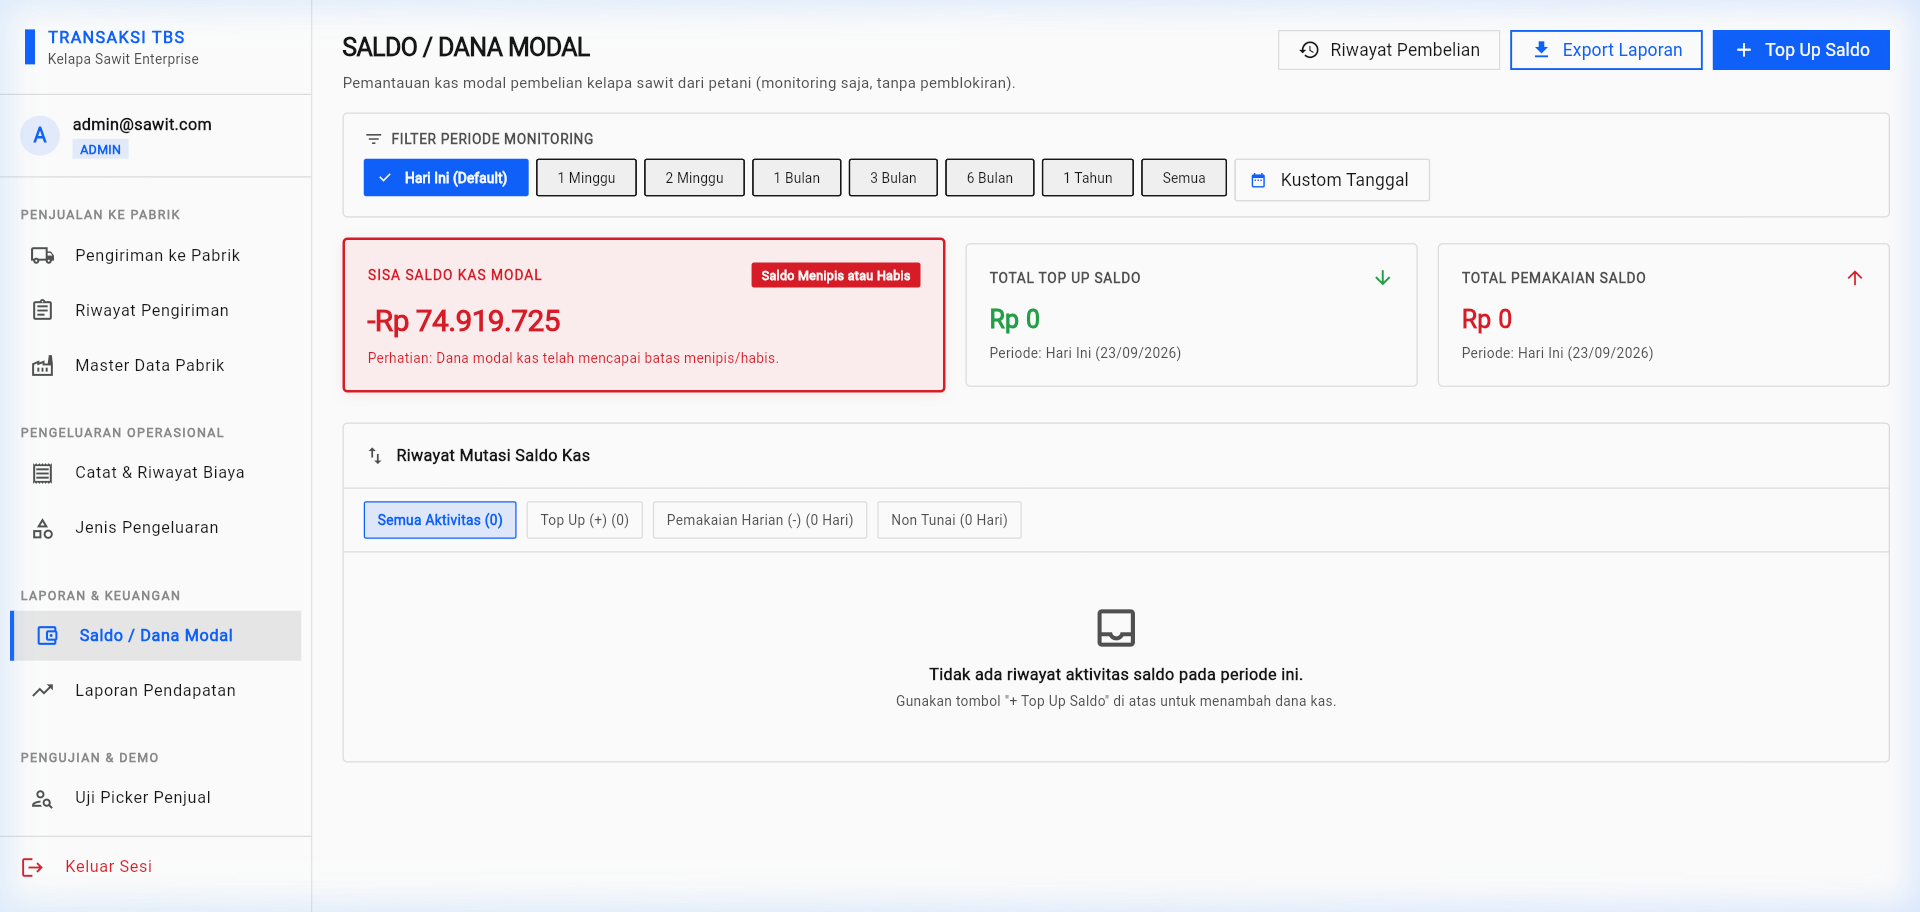 TRANSAKSI TBS
Kelapa Sawit Enterprise
A
admin@sawit.com
ADMIN
PENJUALAN KE PABRIK
Pengiriman ke Pabrik
Riwayat Pengiriman
Master Data Pabrik
PENGELUARAN OPERASIONAL
Catat & Riwayat Biaya
Jenis Pengeluaran
LAPORAN & KEUANGAN
Saldo / Dana Modal
Laporan Pendapatan
PENGUJIAN & DEMO
Uji Picker Penjual
Keluar Sesi
SALDO / DANA MODAL
Pemantauan kas modal pembelian kelapa sawit dari petani (monitoring saja, tanpa pemblokiran).
Riwayat Pembelian
Export Laporan
+ Top Up Saldo
FILTER PERIODE MONITORING
Hari Ini (Default)
1 Minggu
2 Minggu
1 Bulan
3 Bulan
6 Bulan
1 Tahun
Semua
Kustom Tanggal
SISA SALDO KAS MODAL
Saldo Menipis atau Habis
-Rp 74.919.725
Perhatian: Dana modal kas telah mencapai batas menipis/habis.
TOTAL TOP UP SALDO
Rp 0
Periode: Hari Ini (23/09/2026)
TOTAL PEMAKAIAN SALDO
Rp 0
Periode: Hari Ini (23/09/2026)
Riwayat Mutasi Saldo Kas
Semua Aktivitas (0)
Top Up (+) (0)
Pemakaian Harian (-) (0 Hari)
Non Tunai (0 Hari)
Tidak ada riwayat aktivitas saldo pada periode ini.
Gunakan tombol "+ Top Up Saldo" di atas untuk menambah dana kas.